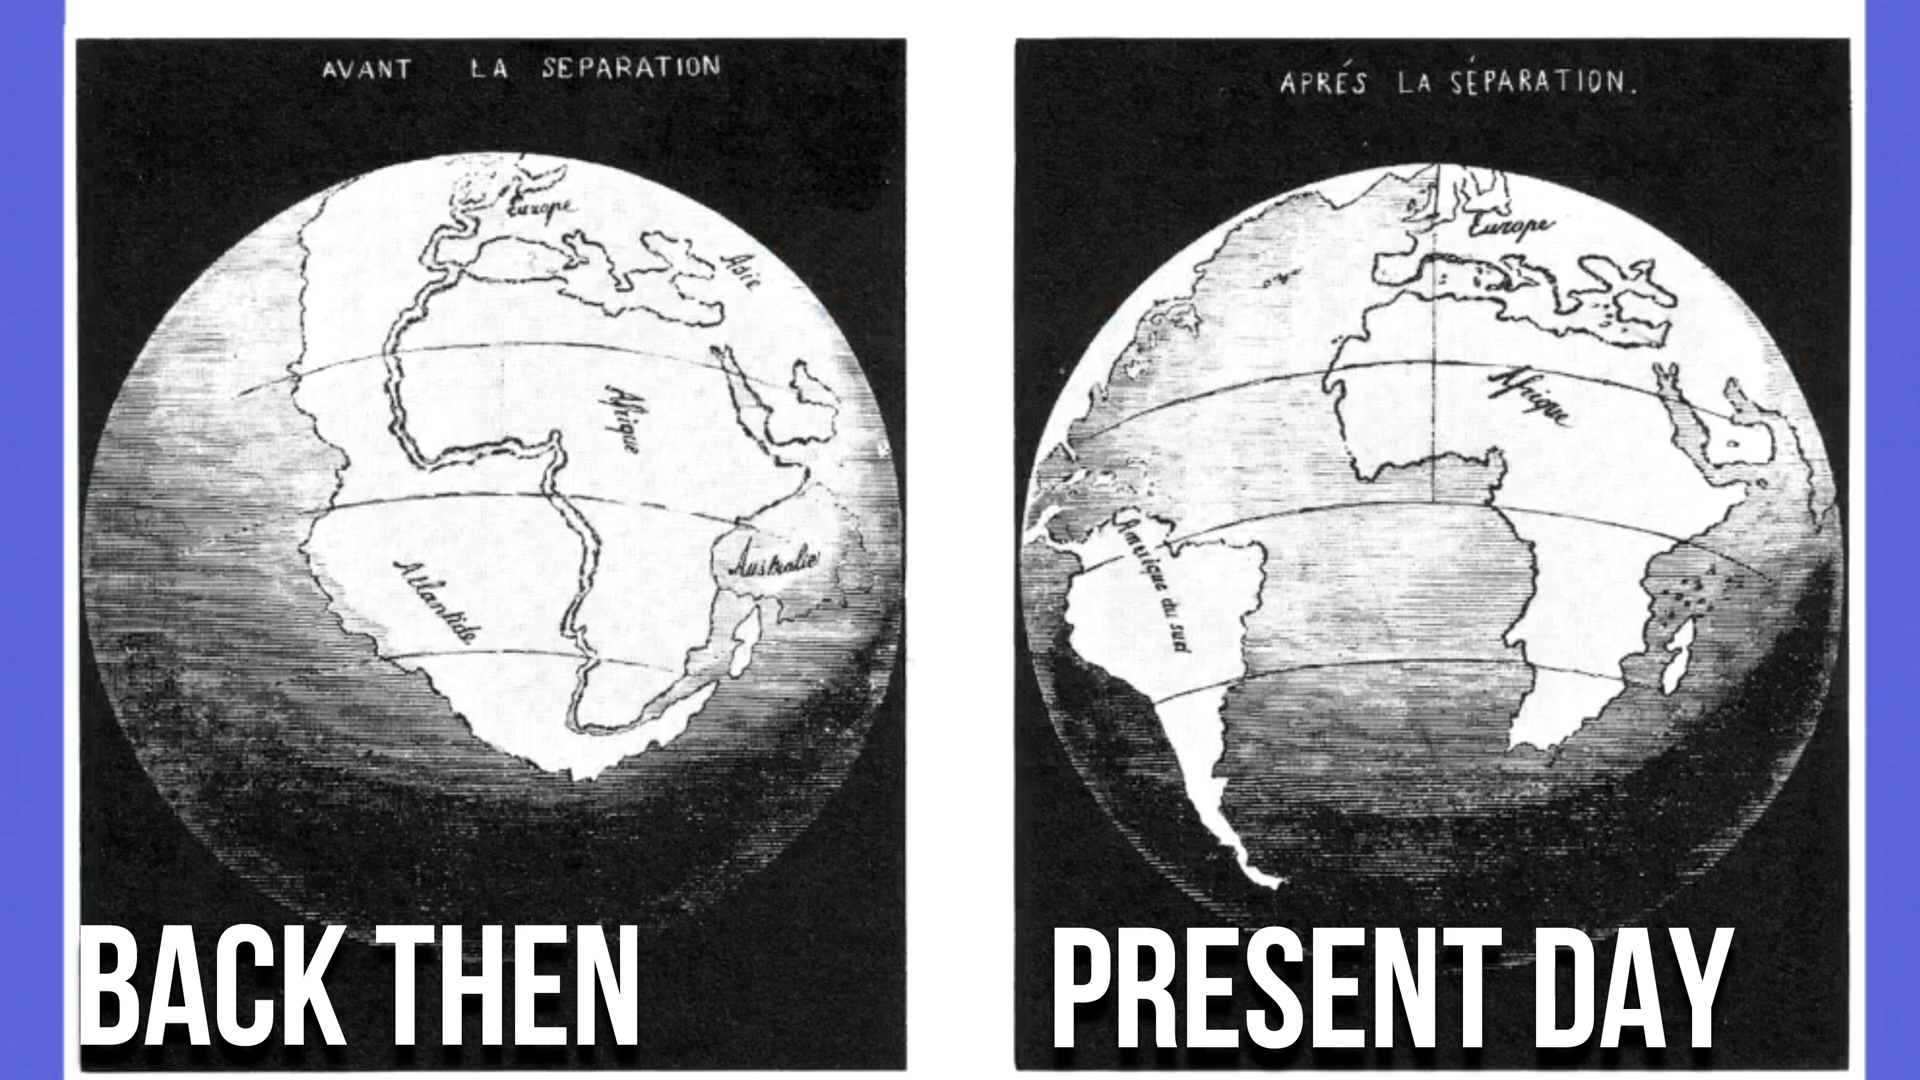 AVANT LA SEPARATION
Europe
Asie
Afrique
Australie
Atlantide
BACK THEN
APRÉS LA SÉPARATION.
Europe
Afrique
Amérique du sud
PRESENT DAY